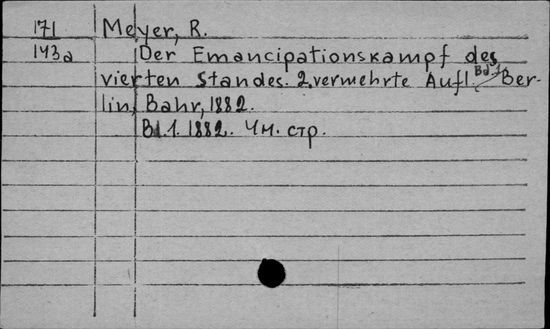 171 Meyer, R.
143a Der Emancipationskampf des
vierten Standes. 2. vermehrte Aufl. Bd.1. Ber-
lin, Bahr, 1882.
Bd. 1. 1882. Чм. стр.